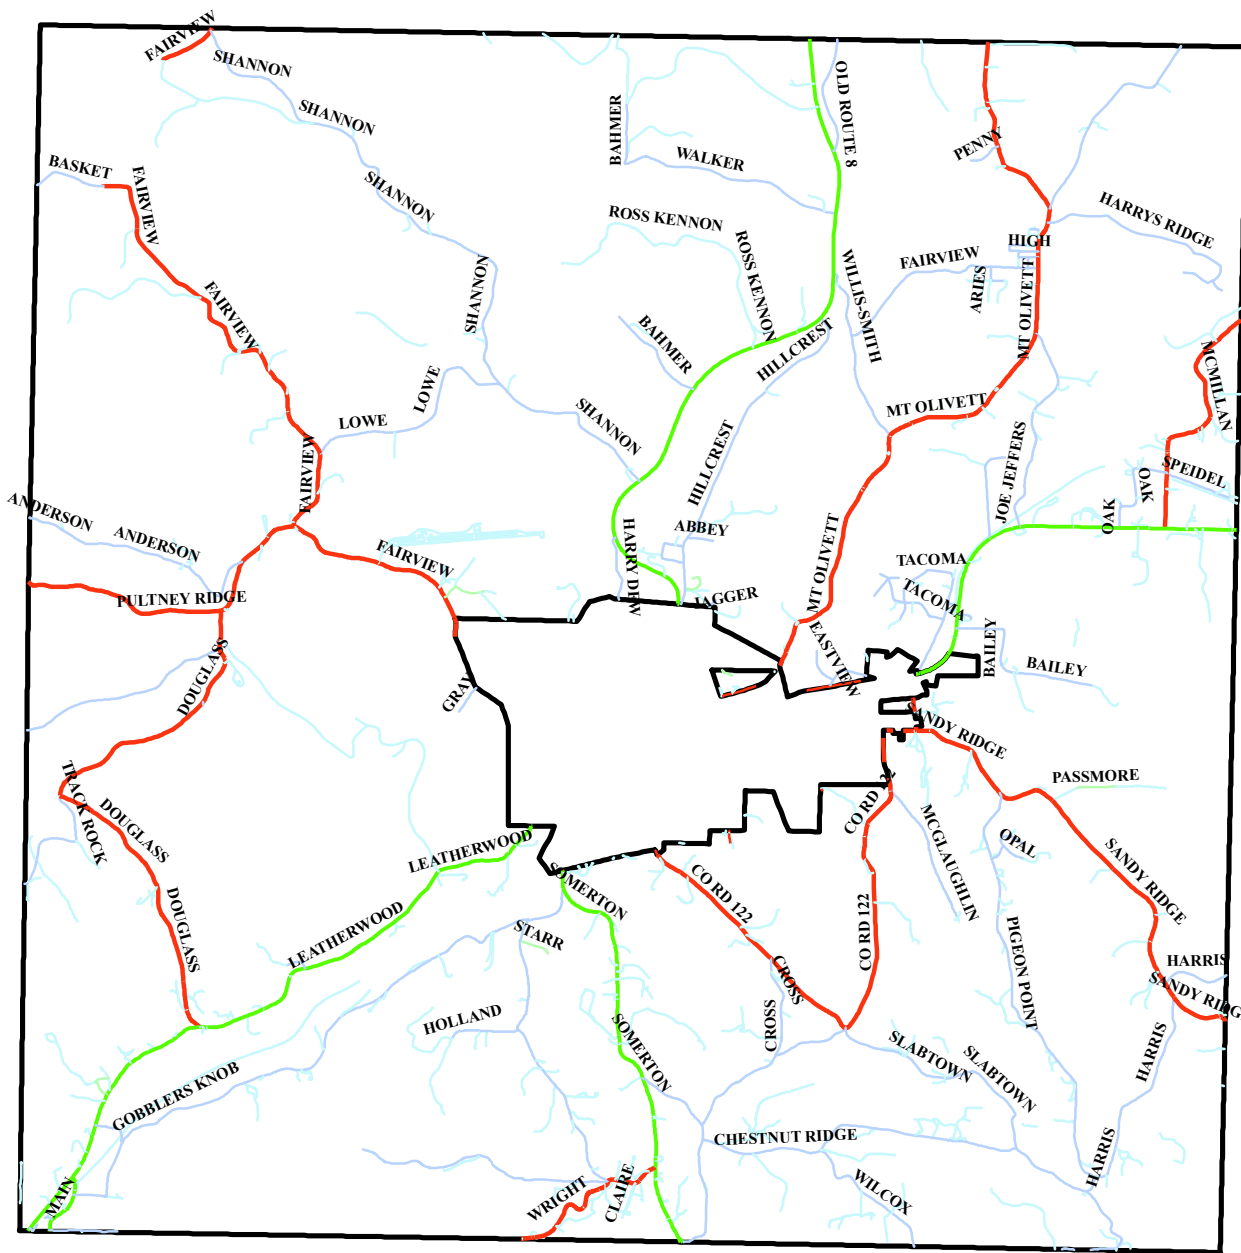 FAIRVIEW
SHANNON
SHANNON
OLD ROUTE 8
BAHMER
PENNY
WALKER
BASKET
FAIRVIEW
SHANNON
ROSS KENNON
HARRYS RIDGE
HIGH
ROSS KENNON
WILLIS-SMITH
FAIRVIEW
ARIES
SHANNON
FAIRVIEW
MT OLIVETT
BAHMER
HILLCREST
MCMILLAN
LOWE
LOWE
MT OLIVETT
SHANNON
HILLCREST
FAIRVIEW
JOE JEFFERS
SPEIDEL
OAK
OAK
ANDERSON
ANDERSON
ABBEY
FAIRVIEW
HARRY DEW
MT OLIVETT
TACOMA
TACOMA
PULTNEY RIDGE
JAGGER
EASTVIEW
BAILEY
BAILEY
DOUGLASS
GRAY
SANDY RIDGE
PASSMORE
TRACK ROCK
DOUGLASS
CO RD 122
MCGLAUGHLIN
OPAL
LEATHERWOOD
SANDY RIDGE
SOMERTON
CO RD 122
DOUGLASS
LEATHERWOOD
STARR
CO RD 122
PIGEON POINT
HARRIS
CROSS
SANDY RIDG
HOLLAND
CROSS
SOMERTON
SLABTOWN
SLABTOWN
HARRIS
GOBBLERS KNOB
CHESTNUT RIDGE
HARRIS
MAIN
WRIGHT
CLAIRE
WILCOX